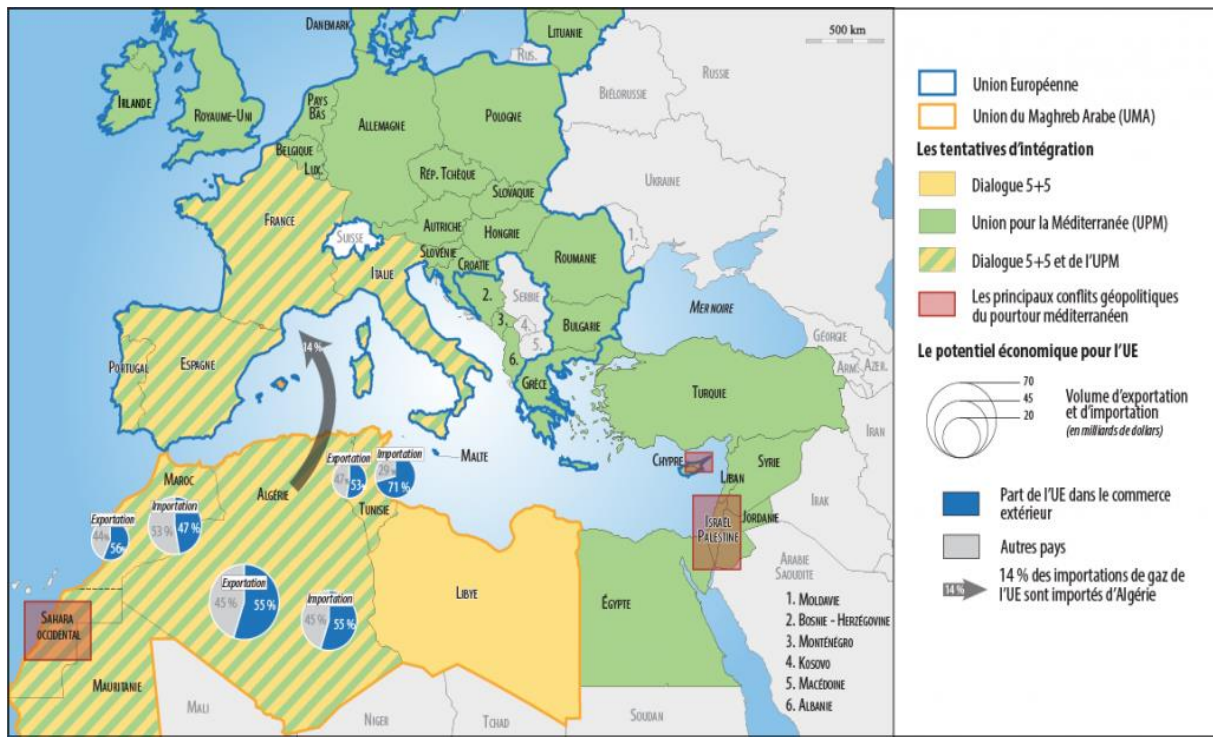 DANEMARK
LITUANIE
RUS.
500 km
RUSSIE
BIÉLORUSSIE
IRLANDE
ROYAUME-UNI
PAYS
BAS
ALLEMAGNE
POLOGNE
BELGIQUE
LUX.
RÉP. TCHÈQUE
UKRAINE
SLOVAQUIE
FRANCE
AUTRICHE
HONGRIE
1.
SUISSE
SLOVÉNIE
CROATIE
ROUMANIE
ITALIE
2.
SERBIE
MER NOIRE
3.
4.
5.
BULGARIE
GÉORGIE
14 %
ARM.
AZER.
PORTUGAL
ESPAGNE
6.
GRÈCE
TURQUIE
IRAN
MALTE
CHYPRE
SYRIE
LIBAN
IRAK
MAROC
ALGÉRIE
Exportation
47%
53%
Importation
29 %
71 %
TUNISIE
JORDANIE
ISRAËL
PALESTINE
Exportation
44%
56%
Importation
53 %
47 %
ARABIE
SAOUDITE
Exportation
45 %
55 %
Importation
45 %
55 %
LIBYE
ÉGYPTE
SAHARA
OCCIDENTAL
MAURITANIE
MALI
NIGER
TCHAD
SOUDAN
1. MOLDAVIE
2. BOSNIE - HERZÉGOVINE
3. MONTÉNÉGRO
4. KOSOVO
5. MACÉDOINE
6. ALBANIE
Union Européenne
Union du Maghreb Arabe (UMA)
Les tentatives d'intégration
Dialogue 5+5
Union pour la Méditerranée (UPM)
Dialogue 5+5 et de l'UPM
Les principaux conflits géopolitiques
du pourtour méditerranéen
Le potentiel économique pour l'UE
70
45
20
Volume d'exportation
et d'importation
(en milliards de dollars)
Part de l'UE dans le commerce
extérieur
Autres pays
14 %
14 % des importations de gaz de
l'UE sont importés d'Algérie